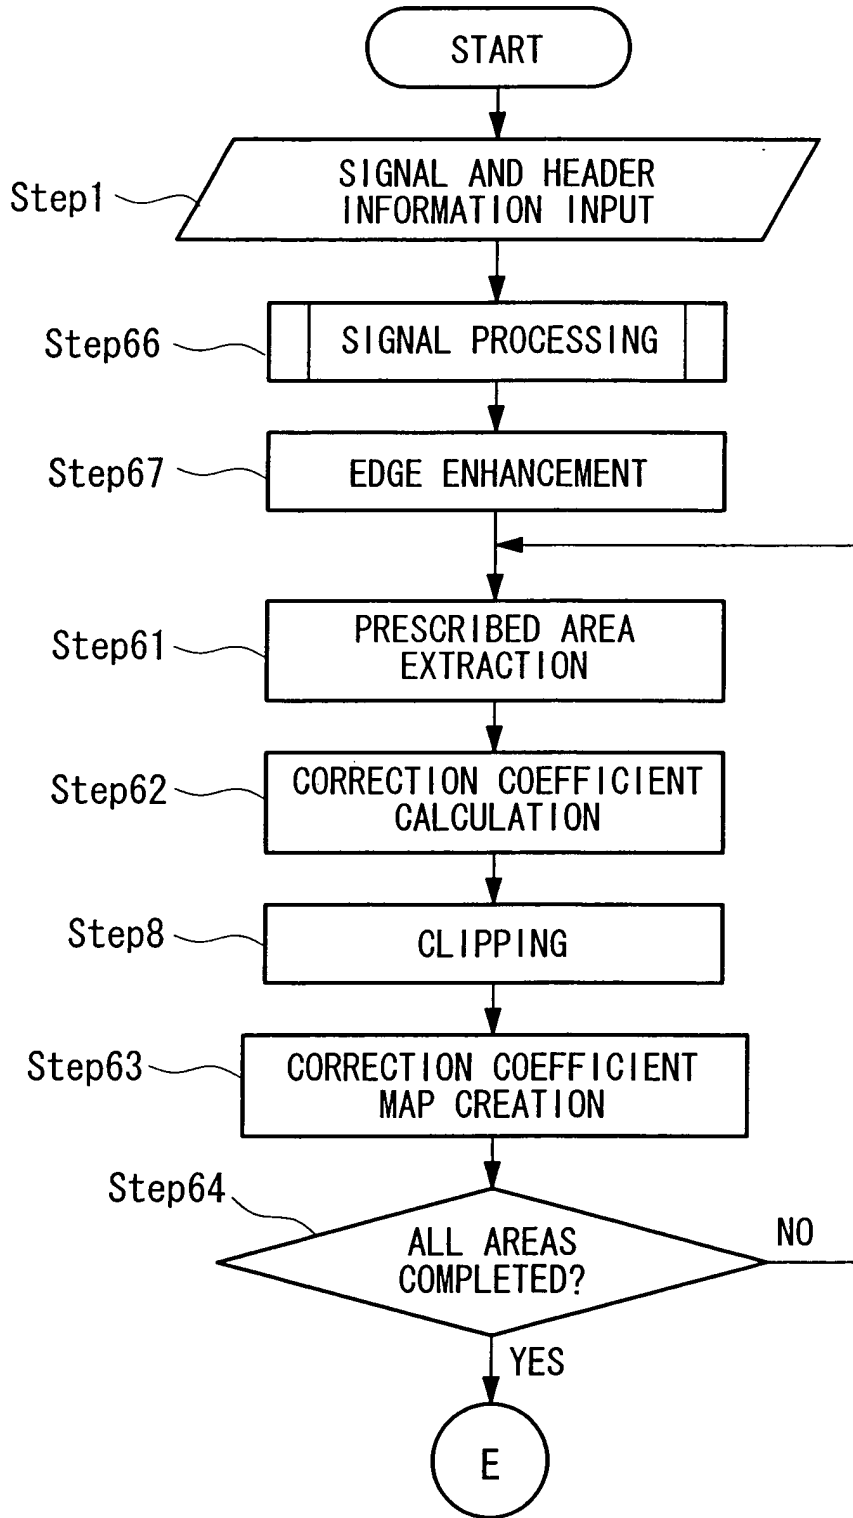 START
Step1
SIGNAL AND HEADER
INFORMATION INPUT
Step66
SIGNAL PROCESSING
Step67
EDGE ENHANCEMENT
Step61
PRESCRIBED AREA
EXTRACTION
Step62
CORRECTION COEFFICIENT
CALCULATION
Step8
CLIPPING
Step63
CORRECTION COEFFICIENT
MAP CREATION
Step64
ALL AREAS
COMPLETED?
NO
YES
E